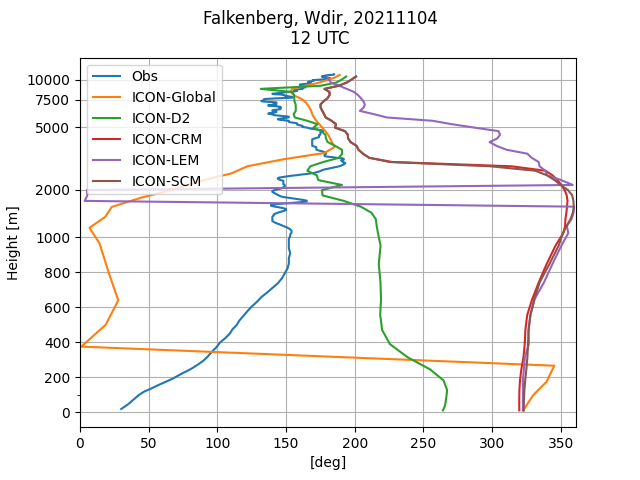 Falkenberg, Wdir, 20211104
12 UTC
Obs
ICON-Global
ICON-D2
ICON-CRM
ICON-LEM
ICON-SCM
10000
7500
5000
2000
1000
800
600
400
200
0
Height [m]
0 50 100 150 200 250 300 350
[deg]